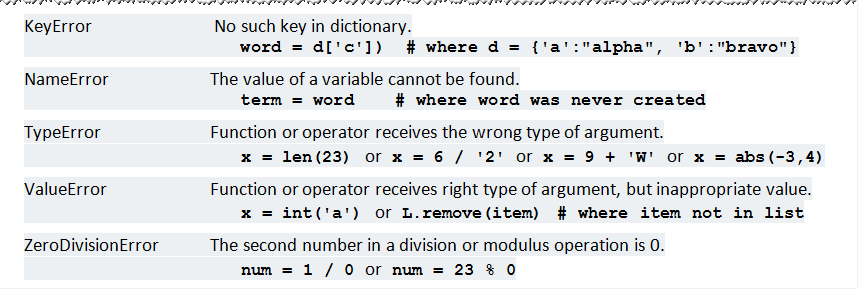 KeyError No such key in dictionary.
word = d['c']) # where d = {'a':"alpha", 'b':"bravo"}
NameError The value of a variable cannot be found.
term = word # where word was never created
TypeError Function or operator receives the wrong type of argument.
x = len(23) or x = 6 / '2' or x = 9 + 'W' or x = abs(-3,4)
ValueError Function or operator receives right type of argument, but inappropriate value.
x = int('a') or L.remove(item) # where item not in list
ZeroDivisionError The second number in a division or modulus operation is 0.
num = 1 / 0 or num = 23 % 0